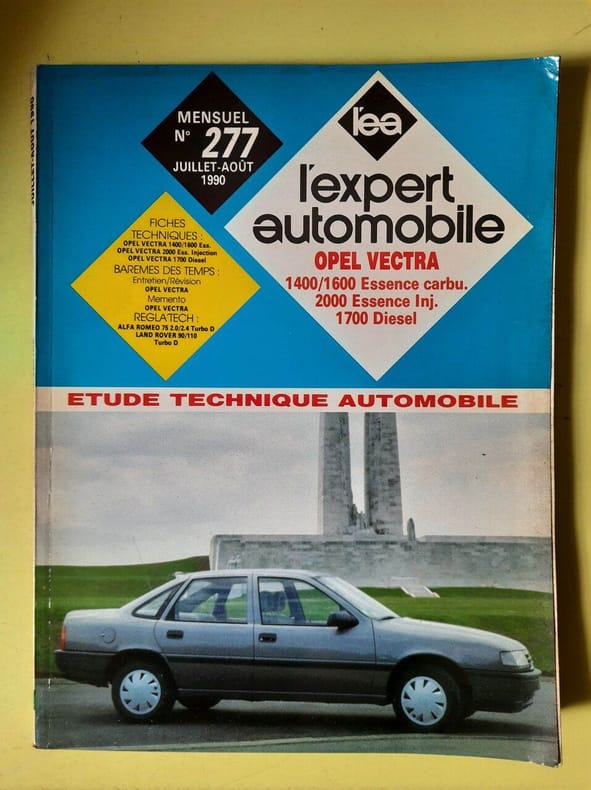 MENSUEL
N° 277
JUILLET-AOÛT
1990
l'ea
l'expert
automobile
OPEL VECTRA
1400/1600 Essence carbu.
2000 Essence Inj.
1700 Diesel
FICHES
TECHNIQUES :
OPEL VECTRA 1400/1600 Ess.
OPEL VECTRA 2000 Ess. Injection
OPEL VECTRA 1700 Diesel
BAREMES DES TEMPS :
Entretien/Révision
OPEL VECTRA
Memento
OPEL VECTRA
REGLATECH :
ALFA ROMEO 75 2.0/2.4 Turbo D
LAND ROVER 90/110
Turbo D
ETUDE TECHNIQUE AUTOMOBILE
JUILLET-AOUT 1990